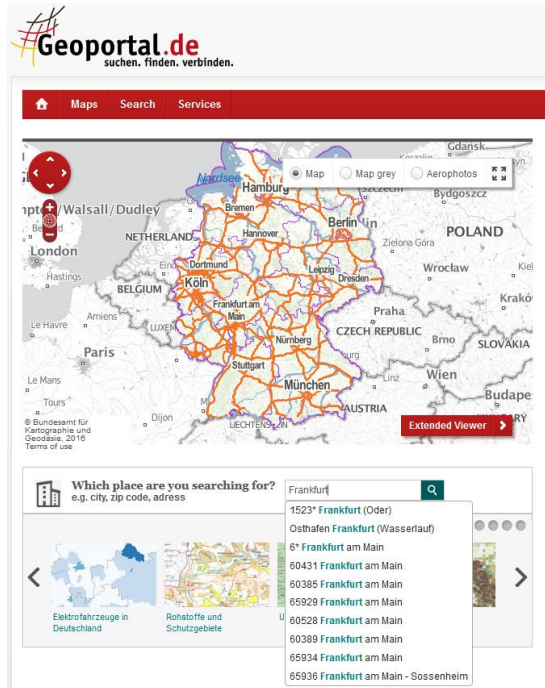 Geoportal.de
suchen. finden. verbinden.
Maps Search Services
Map Map grey Aerophotos
Gdańsk
Nordsee
Hamburg
Bydgoszcz
Bremen
/Walsall/Dudley
Berlin
Hannover
NETHERLAND
POLAND
Zielona Góra
London
Dortmund
Leipzig
Wrocław
Hastings
Köln
Dresden
BELGIUM
Frankfurt am
Main
Praha
Amiens
Le Havre
LUXEM
CZECH REPUBLIC
Nürnberg
Brno
SLOVAKIA
Paris
Stuttgart
Linz
Wien
Le Mans
München
Budape
Tours
AUSTRIA
Dijon
LIECHTENS
© Bundesamt für
Kartographie und
Geodäsie, 2016
Terms of use
Extended Viewer
Which place are you searching for?
e.g. city, zip code, adress
Frankfurt
1523* Frankfurt (Oder)
Osthafen Frankfurt (Wasserlauf)
6* Frankfurt am Main
60431 Frankfurt am Main
60385 Frankfurt am Main
65929 Frankfurt am Main
60528 Frankfurt am Main
60389 Frankfurt am Main
65934 Frankfurt am Main
65936 Frankfurt am Main - Sossenheim
Elektrofahrzeuge in
Deutschland
Rohstoffe und
Schutzgebiete